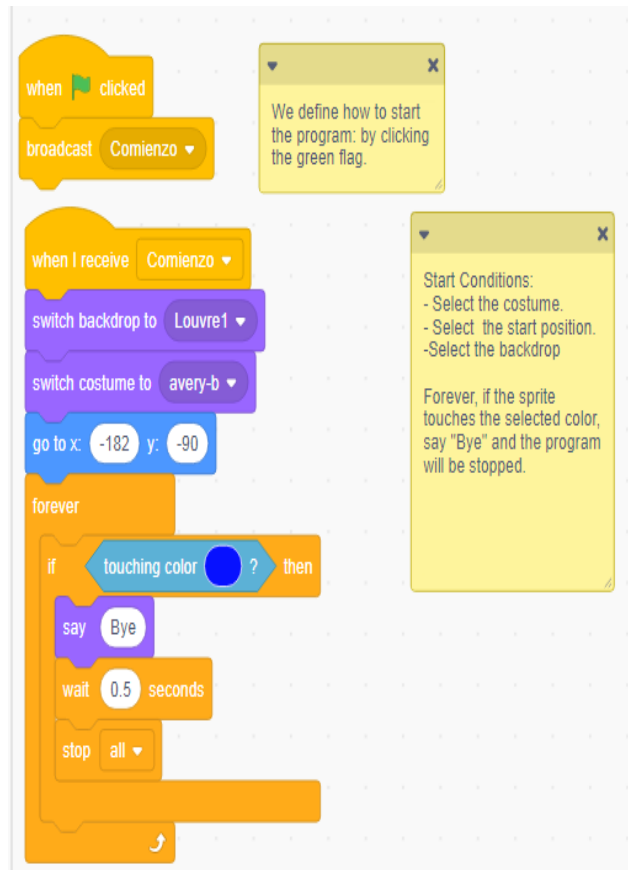 when clicked
broadcast Comienzo
We define how to start
the program: by clicking
the green flag.
when I receive Comienzo
switch backdrop to Louvre1
switch costume to avery-b
go to x: -182 y: -90
forever
if touching color ? then
say Bye
wait 0.5 seconds
stop all
Start Conditions:
- Select the costume.
- Select the start position.
-Select the backdrop
Forever, if the sprite
touches the selected color,
say "Bye" and the program
will be stopped.